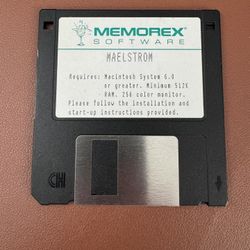 MEMOREX
SOFTWARE
MAELSTROM
Requires: Macintosh System 6.0
or greater. Minimum 512K
RAM. 256 color monitor.
Please follow the installation and
start-up instructions provided.